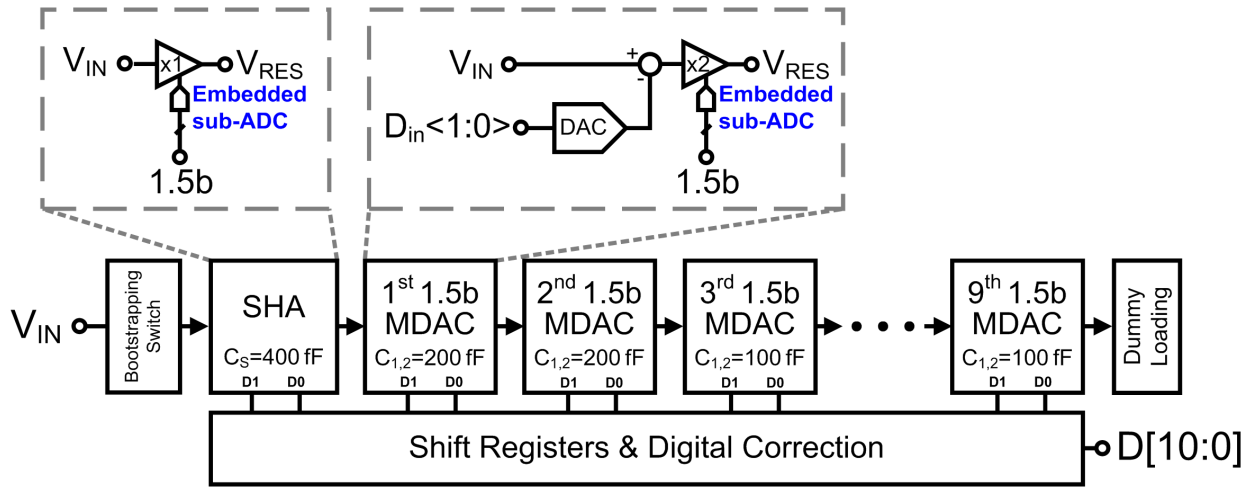 V_IN
x1
V_RES
Embedded
sub-ADC
1.5b
V_IN
+
-
x2
V_RES
D_in<1:0>
DAC
Embedded
sub-ADC
1.5b
V_IN
Bootstrapping
Switch
SHA
C_S=400 fF
D1 D0
1st 1.5b
MDAC
C_1,2=200 fF
D1 D0
2nd 1.5b
MDAC
C_1,2=200 fF
D1 D0
3rd 1.5b
MDAC
C_1,2=100 fF
D1 D0
9th 1.5b
MDAC
C_1,2=100 fF
D1 D0
Dummy
Loading
Shift Registers & Digital Correction
D[10:0]